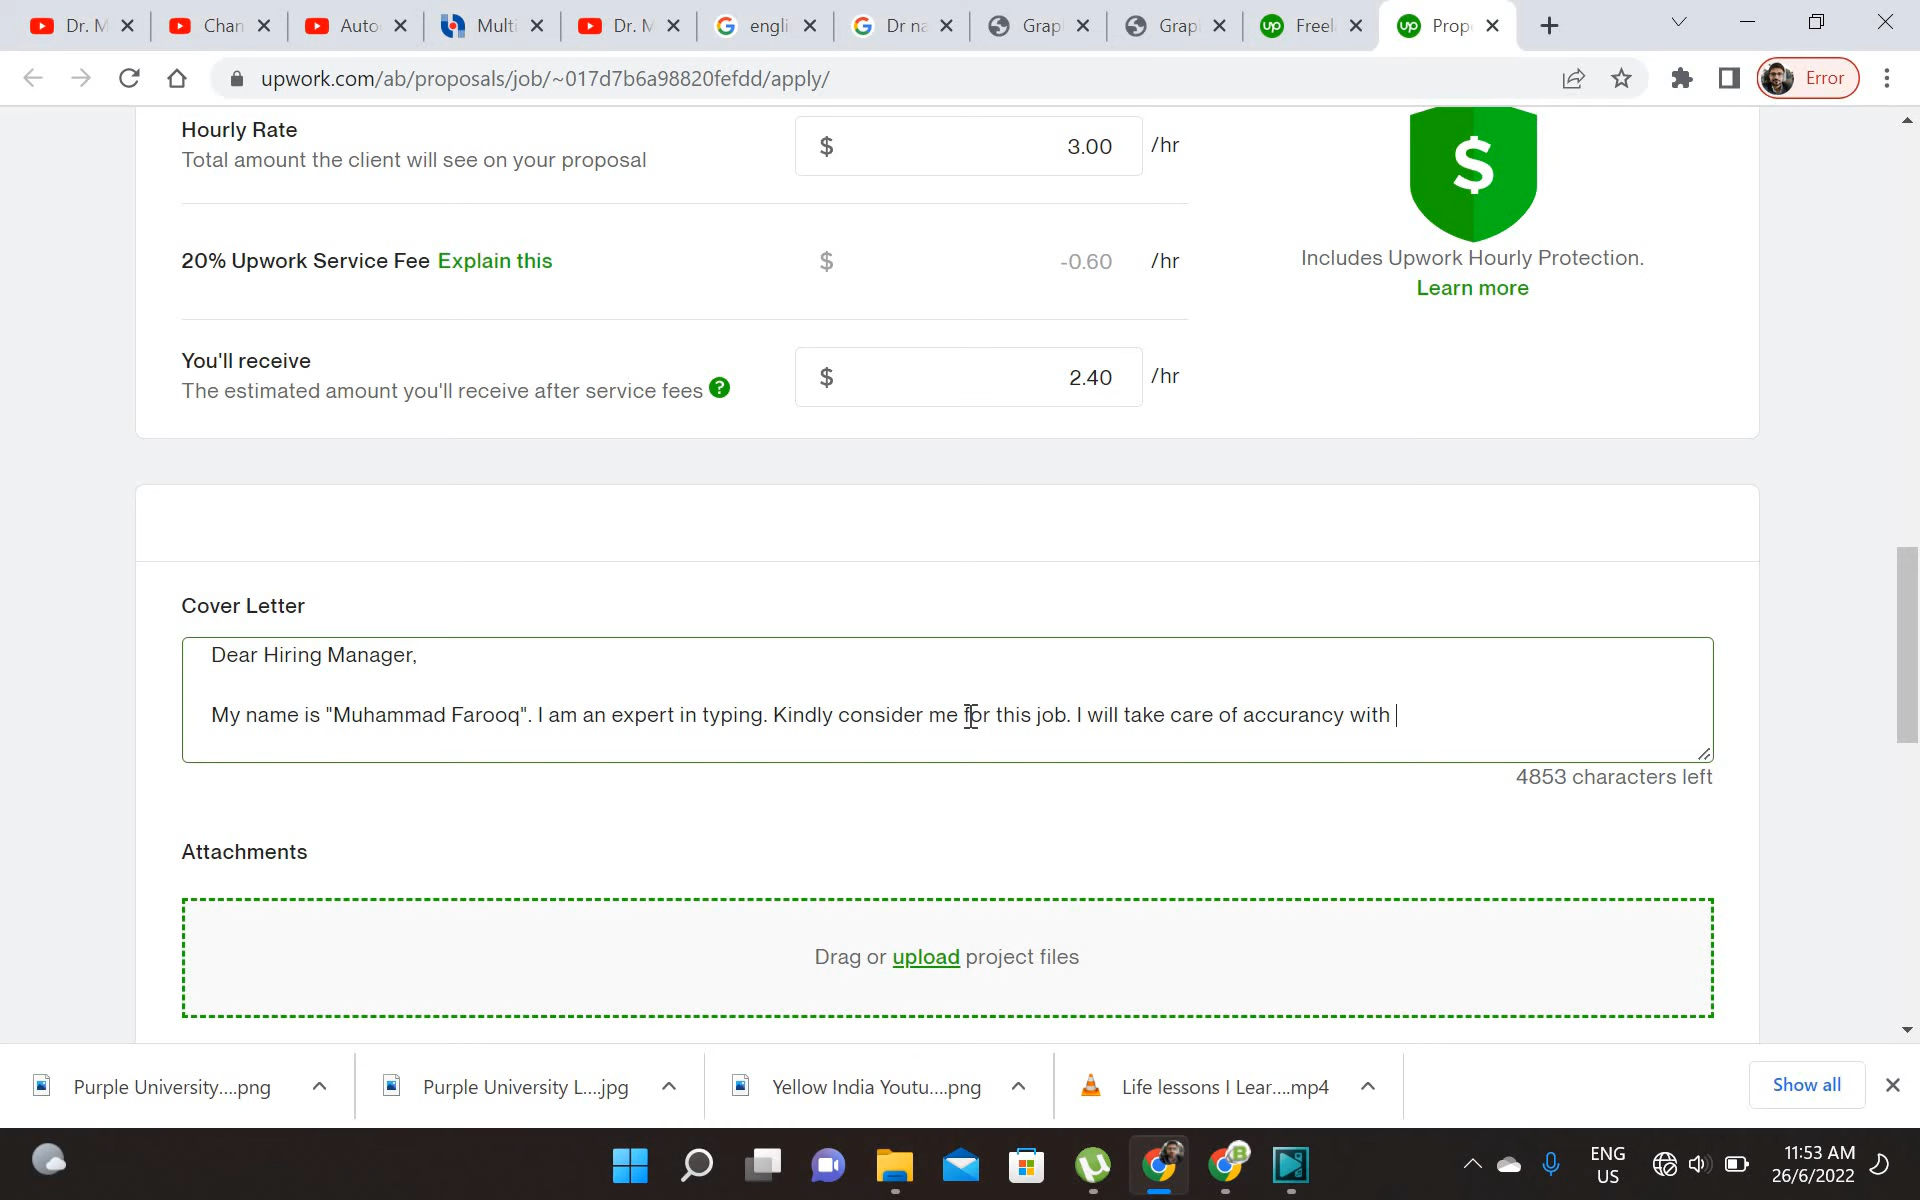 Dr. M
Chan
Auto
Multi
Dr. M
engli
Dr na
Grap
Grap
Freel
Prop
upwork.com/ab/proposals/job/~017d7b6a98820fefdd/apply/
Error
Hourly Rate
Total amount the client will see on your proposal
$ 3.00 /hr
20% Upwork Service Fee Explain this
$ -0.60 /hr
You'll receive
The estimated amount you'll receive after service fees ?
$ 2.40 /hr
$
Includes Upwork Hourly Protection.
Learn more
Cover Letter
Dear Hiring Manager,
My name is "Muhammad Farooq". I am an expert in typing. Kindly consider me for this job. I will take care of accurancy with
4853 characters left
Attachments
Drag or upload project files
Purple University....png
Purple University L....jpg
Yellow India Youtu....png
Life lessons I Lear....mp4
Show all
ENG
US
11:53 AM
26/6/2022